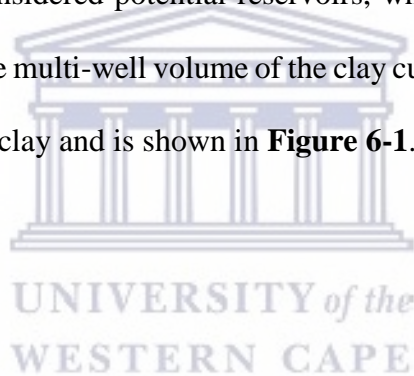 nsidered potential reservoirs, w
e multi-well volume of the clay cu
clay and is shown in Figure 6-1.
UNIVERSITY of the
WESTERN CAPE